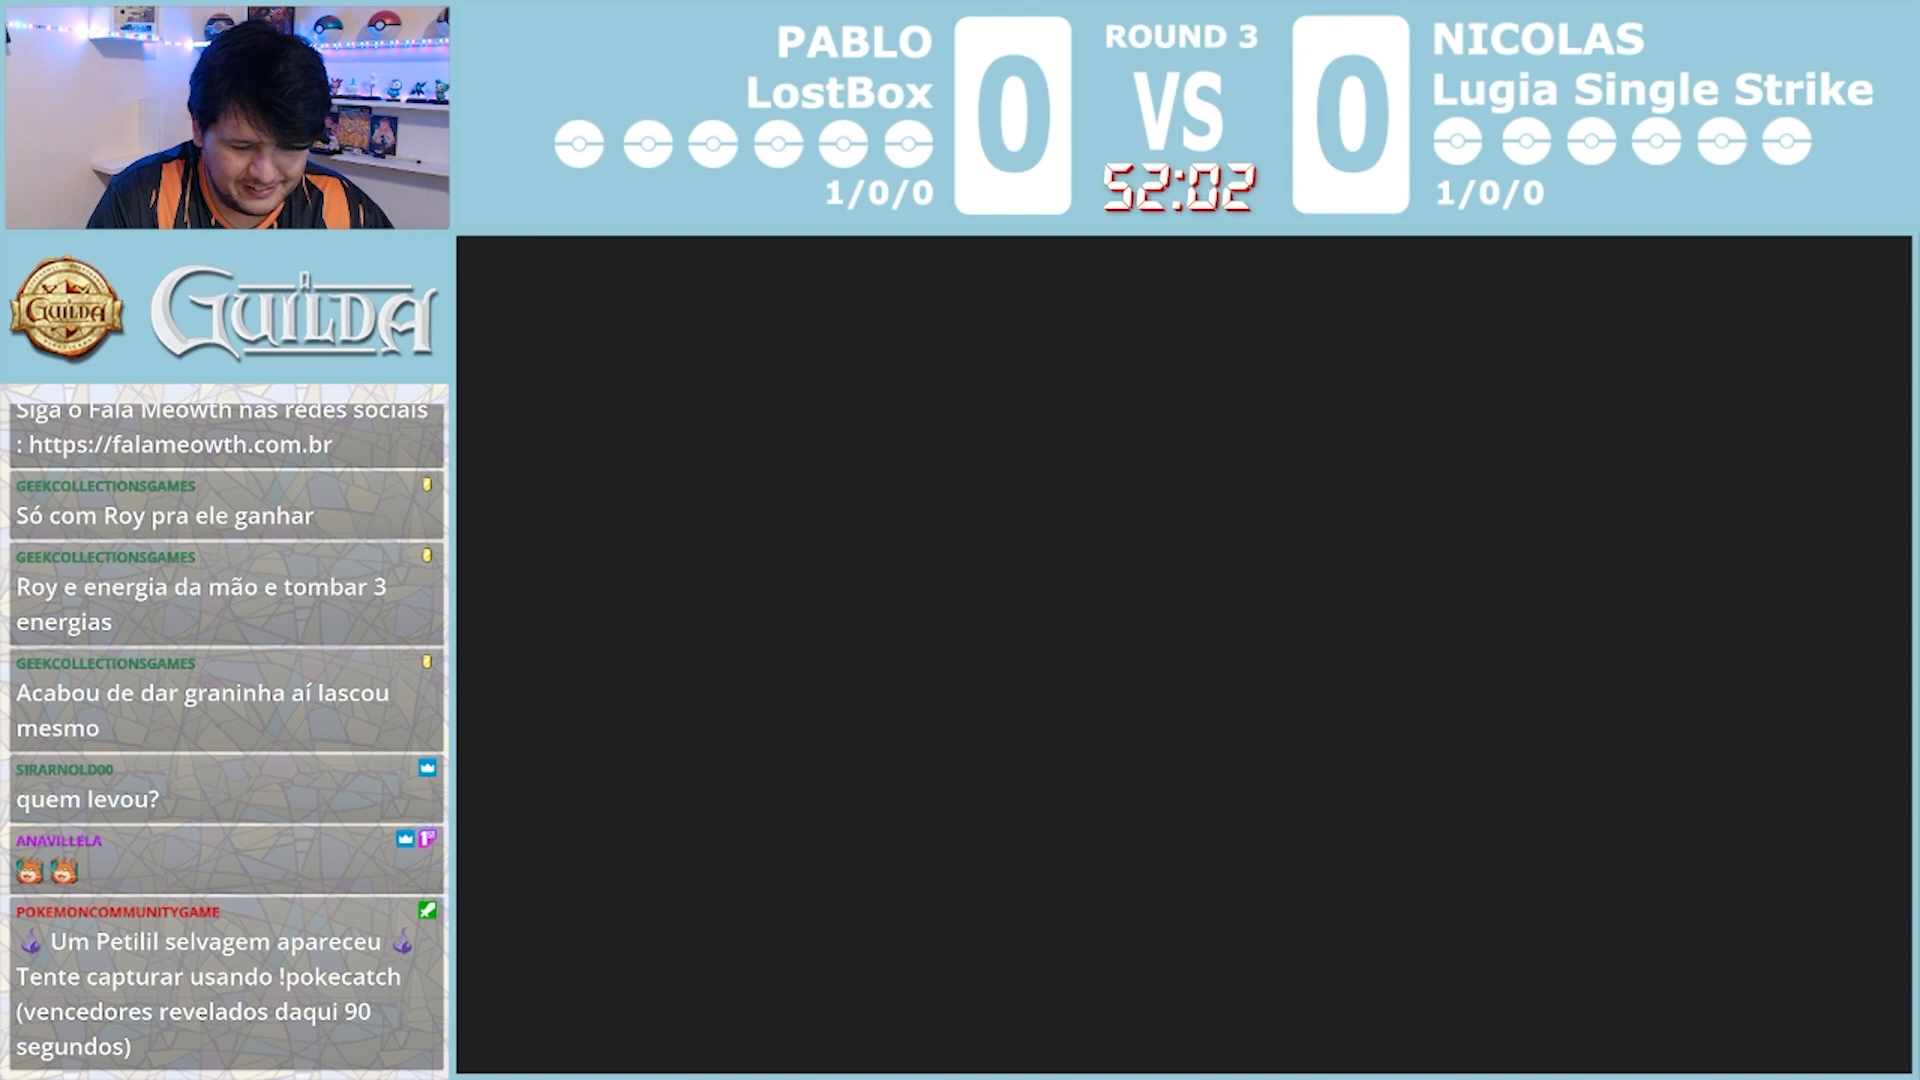 PABLO
LostBox
1/0/0
0
ROUND 3
VS
52:02
0
NICOLAS
Lugia Single Strike
1/0/0
GUILDA
A
GUILDA
Siga o Fala Meowth nas redes sociais
: https://falameowth.com.br
GEEKCOLLECTIONSGAMES
Só com Roy pra ele ganhar
GEEKCOLLECTIONSGAMES
Roy e energia da mão e tombar 3
energias
GEEKCOLLECTIONSGAMES
Acabou de dar graninha aí lascou
mesmo
SIRARNOLD00
quem levou?
ANAVILLELA
POKEMONCOMMUNITYGAME
Um Petilil selvagem apareceu
Tente capturar usando !pokecatch
(vencedores revelados daqui 90
segundos)